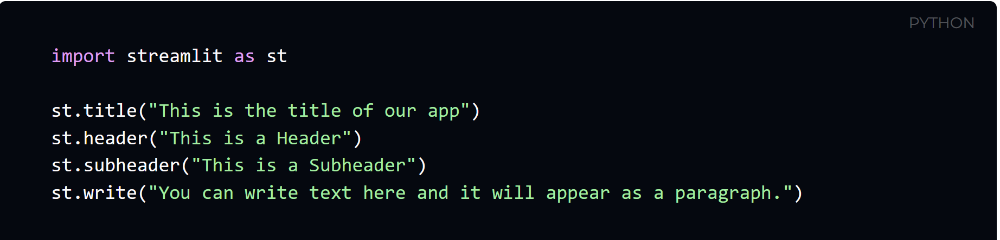 PYTHON
import streamlit as st
st.title("This is the title of our app")
st.header("This is a Header")
st.subheader("This is a Subheader")
st.write("You can write text here and it will appear as a paragraph.")